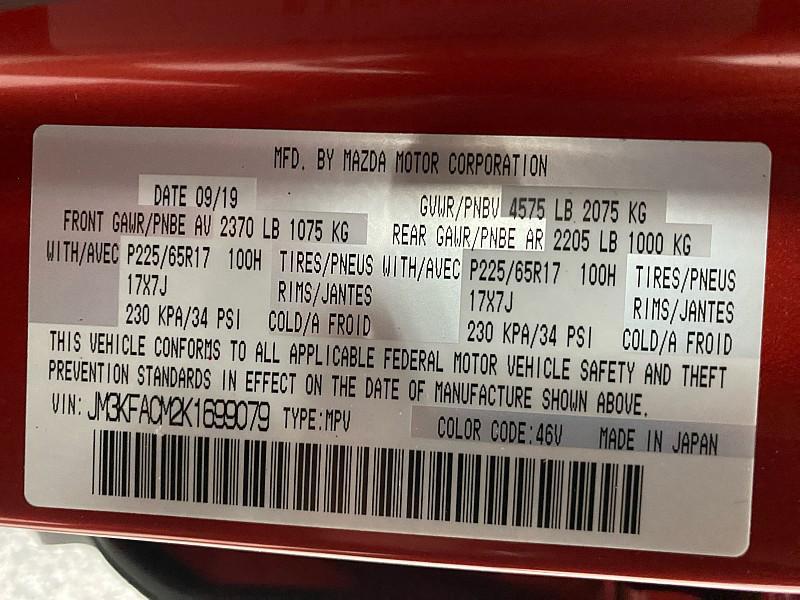 MFD. BY MAZDA MOTOR CORPORATION
DATE 09/19 GVWR/PNBV 4575 LB 2075 KG
FRONT GAWR/PNBE AV 2370 LB 1075 KG REAR GAWR/PNBE AR 2205 LB 1000 KG
WITH/AVEC P225/65R17 100H TIRES/PNEUS WITH/AVEC P225/65R17 100H TIRES/PNEUS
17X7J RIMS/JANTES 17X7J RIMS/JANTES
230 KPA/34 PSI COLD/A FROID 230 KPA/34 PSI COLD/A FROID
THIS VEHICLE CONFORMS TO ALL APPLICABLE FEDERAL MOTOR VEHICLE SAFETY AND THEFT
PREVENTION STANDARDS IN EFFECT ON THE DATE OF MANUFACTURE SHOWN ABOVE.
VIN: JM3KFACM2K1699079 TYPE:MPV COLOR CODE:46V MADE IN JAPAN